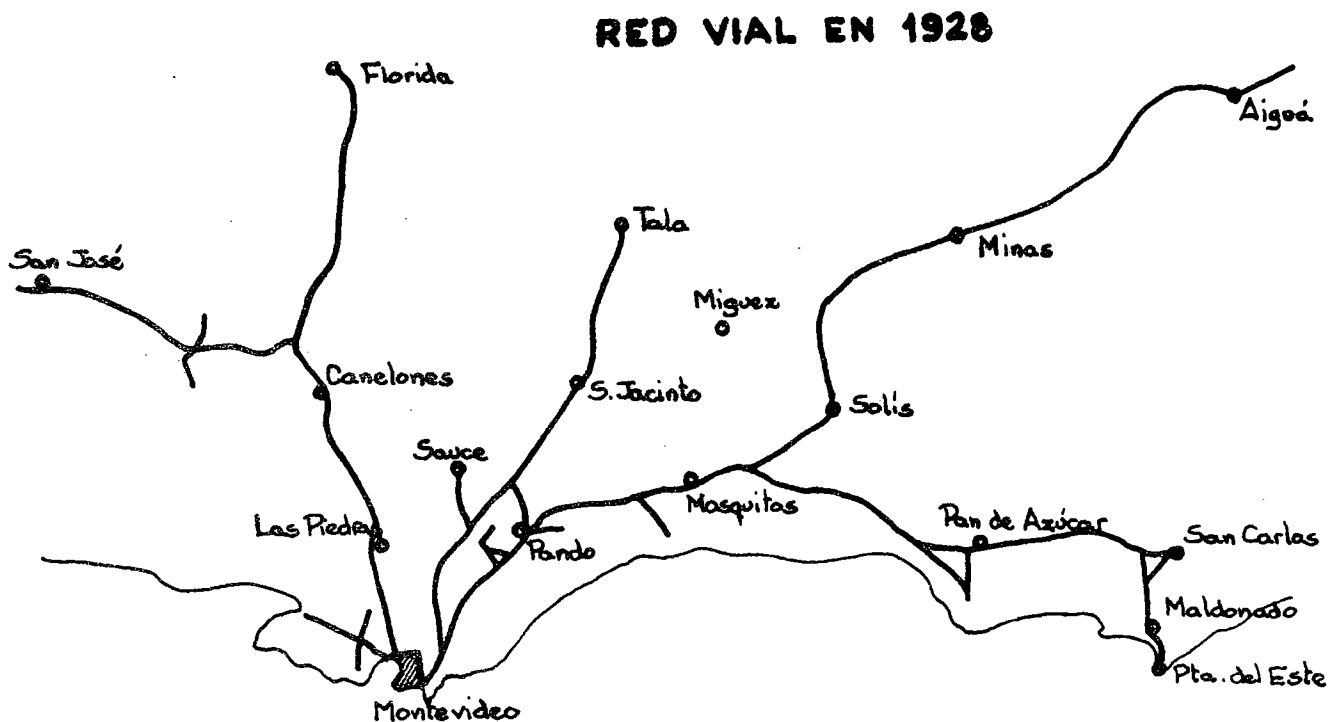 RED VIAL EN 1928
Florida
Aigoá
Tala
Minas
San José
Miguez
Canelones
S. Jacinto
Solís
Sauce
Mosquitos
Las Piedras
Pando
Pan de Azúcar
San Carlos
Maldonado
Pta. del Este
Montevideo